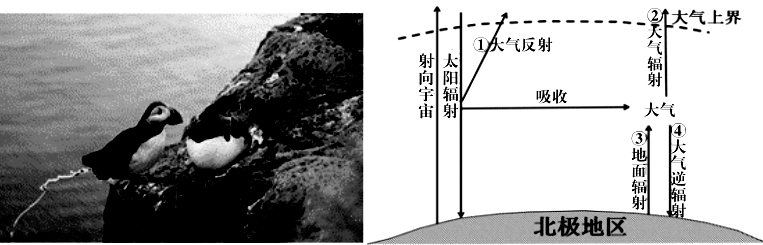 ②大气辐射
大气上界
①大气反射
射向宇宙
太阳辐射
吸收
大气
③地面辐射
④大气逆辐射
北极地区